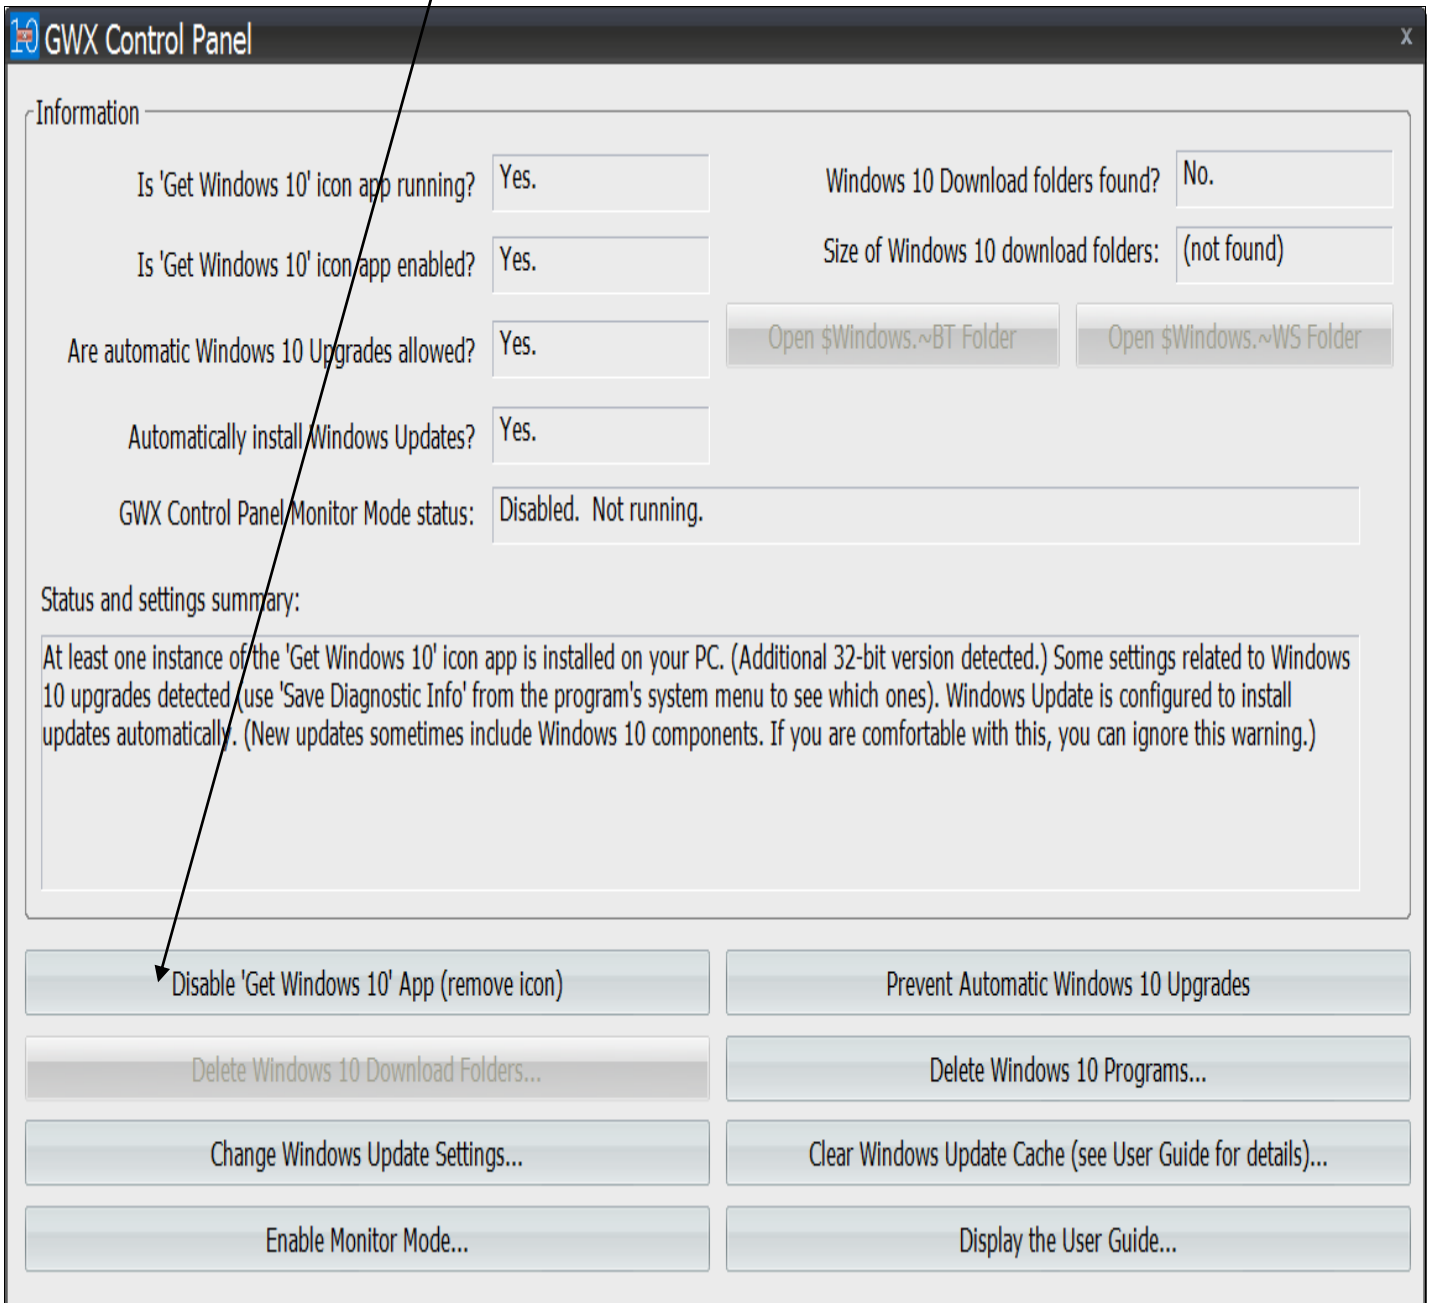 10 GWX Control Panel x
Information
Is 'Get Windows 10' icon app running? Yes.
Windows 10 Download folders found? No.
Is 'Get Windows 10' icon app enabled? Yes.
Size of Windows 10 download folders: (not found)
Are automatic Windows 10 Upgrades allowed? Yes.
Open $Windows.~BT Folder
Open $Windows.~WS Folder
Automatically install Windows Updates? Yes.
GWX Control Panel Monitor Mode status: Disabled. Not running.
Status and settings summary:
At least one instance of the 'Get Windows 10' icon app is installed on your PC. (Additional 32-bit version detected.) Some settings related to Windows
10 upgrades detected (use 'Save Diagnostic Info' from the program's system menu to see which ones). Windows Update is configured to install
updates automatically. (New updates sometimes include Windows 10 components. If you are comfortable with this, you can ignore this warning.)
Disable 'Get Windows 10' App (remove icon)
Prevent Automatic Windows 10 Upgrades
Delete Windows 10 Download Folders...
Delete Windows 10 Programs...
Change Windows Update Settings...
Clear Windows Update Cache (see User Guide for details)...
Enable Monitor Mode...
Display the User Guide...